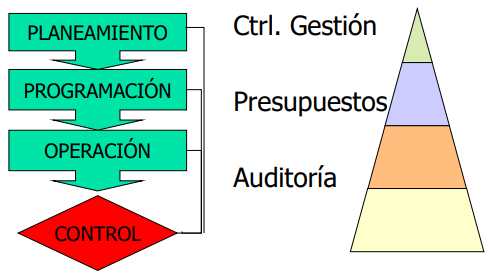 PLANEAMIENTO
PROGRAMACIÓN
OPERACIÓN
CONTROL
Ctrl. Gestión
Presupuestos
Auditoría